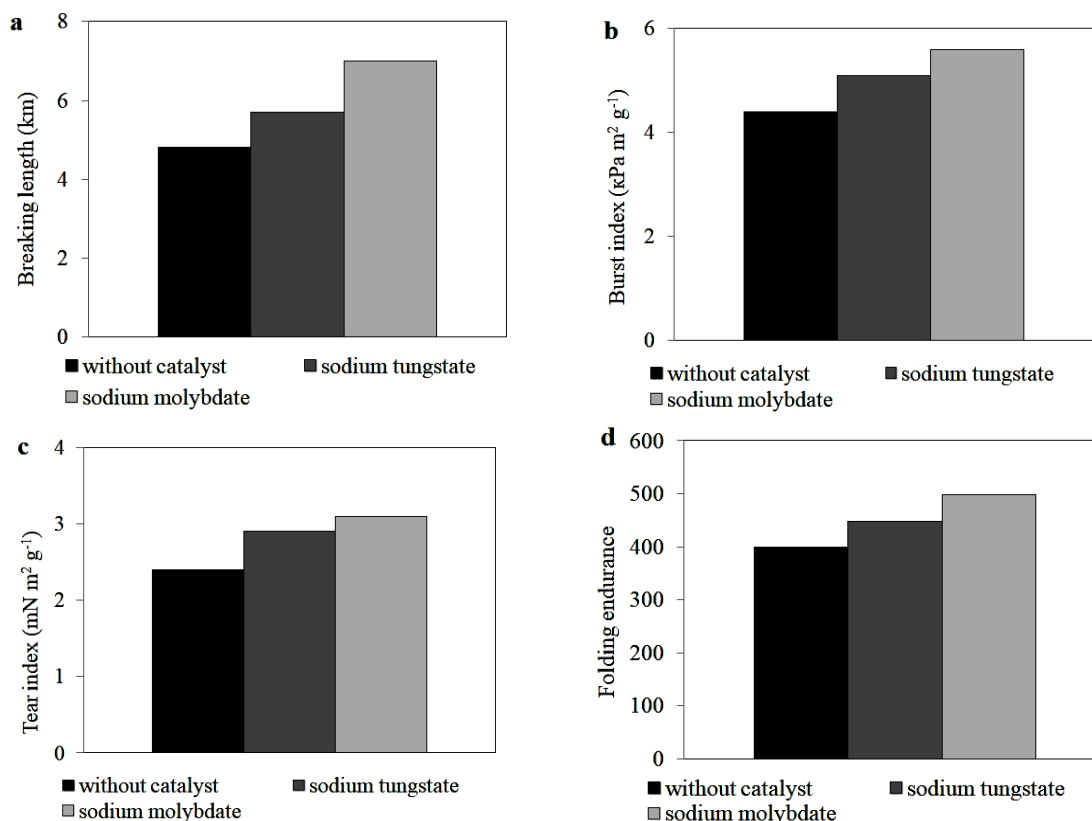 a
8
6
4
2
0
Breaking length (km)
without catalyst sodium tungstate
sodium molybdate
b
6
4
2
0
Burst index (кPa m² g⁻¹)
without catalyst sodium tungstate
sodium molybdate
c
4
3
2
1
0
Tear index (mN m² g⁻¹)
without catalyst sodium tungstate
sodium molybdate
d
600
500
400
300
200
100
0
Folding endurance
without catalyst sodium tungstate
sodium molybdate